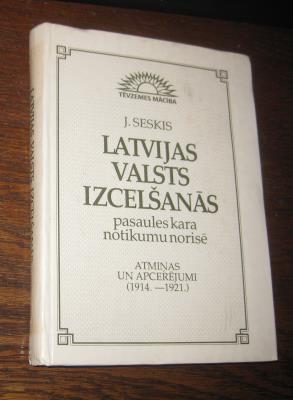 TĒVZEMES MĀCĪBA
J. SESKIS
LATVIJAS
VALSTS
IZCELŠANĀS
pasaules kara
notikumu norisē
ATMIŅAS
UN APCERĒJUMI
(1914. —1921.)